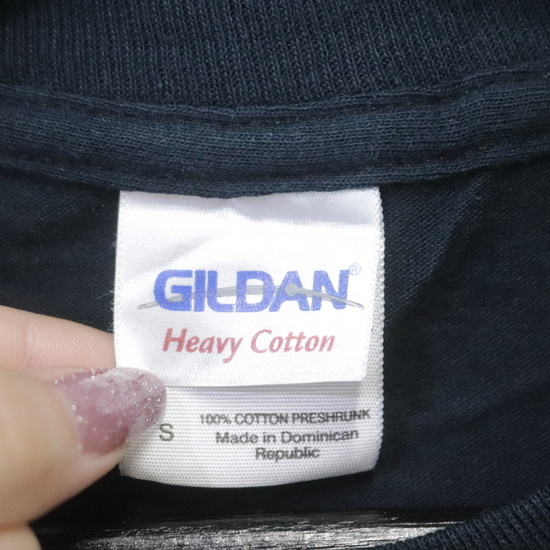 GILDAN®
Heavy Cotton
S
100% COTTON PRESHRUNK
Made in Dominican
Republic